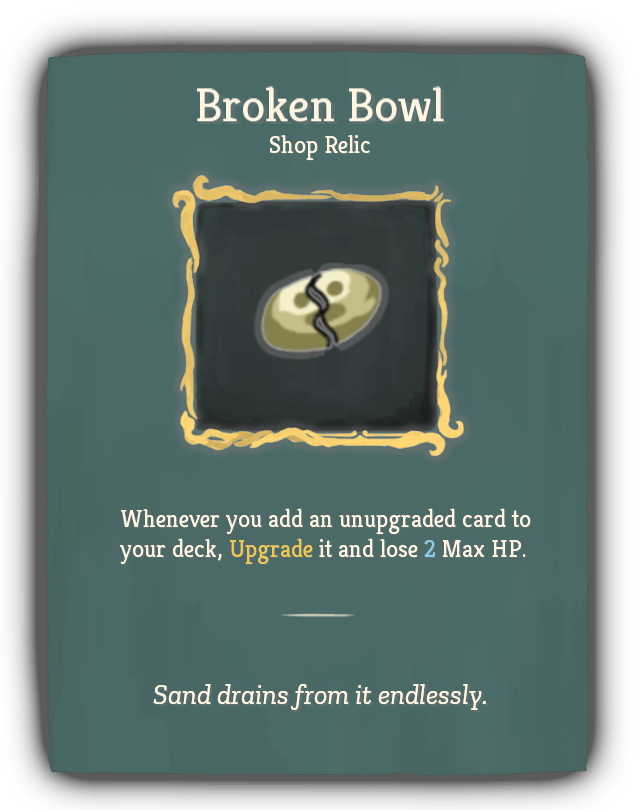 Broken Bowl
Shop Relic
Whenever you add an unupgraded card to
your deck, Upgrade it and lose 2 Max HP.
Sand drains from it endlessly.